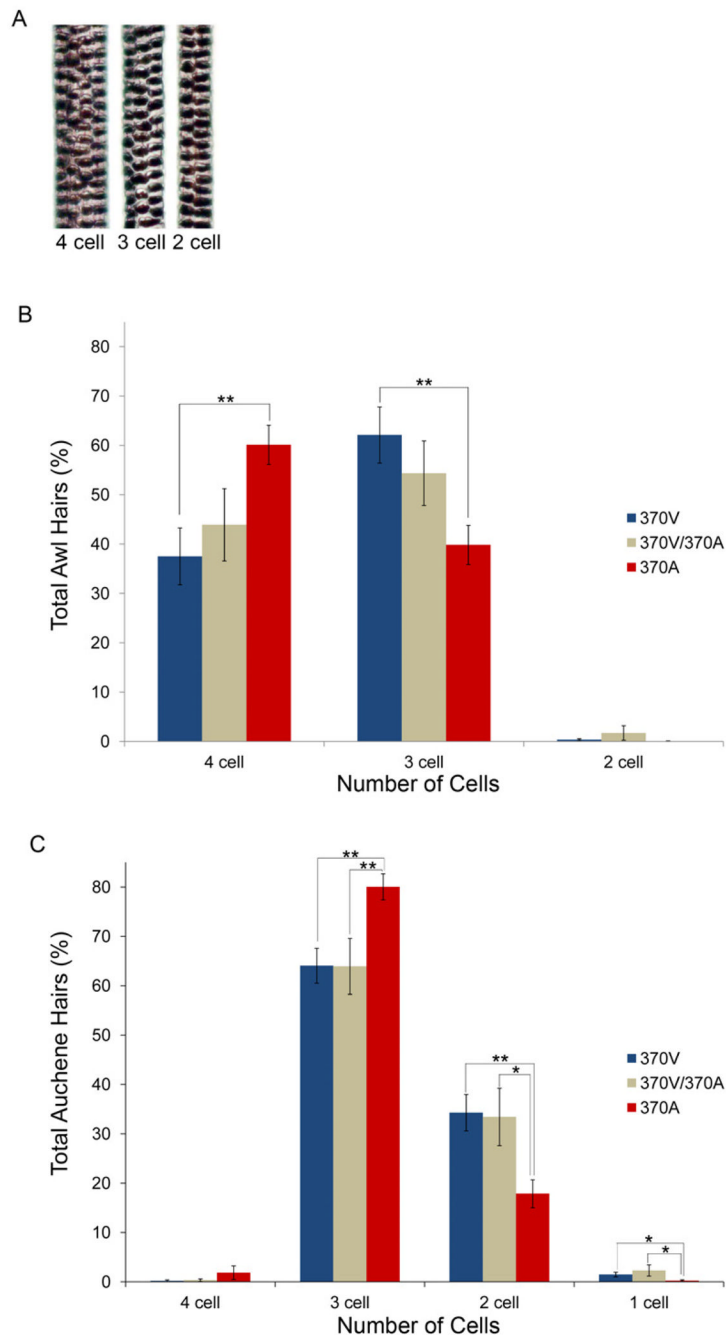 A
4 cell 3 cell 2 cell
B
Total Awl Hairs (%)
80
70
60
50
40
30
20
10
0
**
**
370V
370V/370A
370A
4 cell 3 cell 2 cell
Number of Cells
C
Total Auchene Hairs (%)
80
70
60
50
40
30
20
10
0
**
**
**
*
*
*
370V
370V/370A
370A
4 cell 3 cell 2 cell 1 cell
Number of Cells